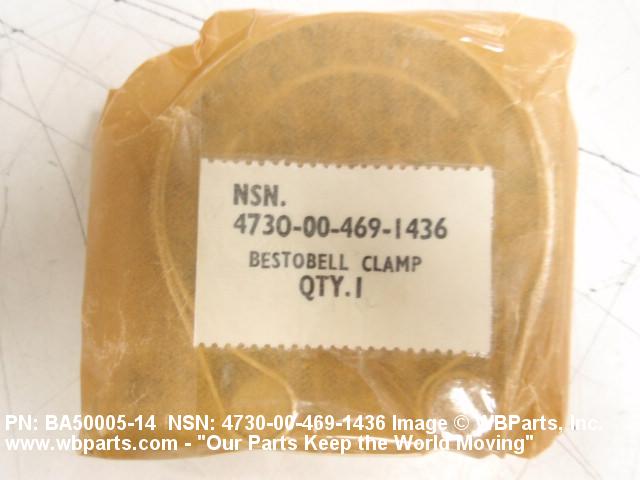 NSN.
4730-00-469-1436
BESTOBELL CLAMP
QTY.1
PN: BA50005-14 NSN: 4730-00-469-1436 Image © WBParts, Inc.
www.wbparts.com - "Our Parts Keep the World Moving"